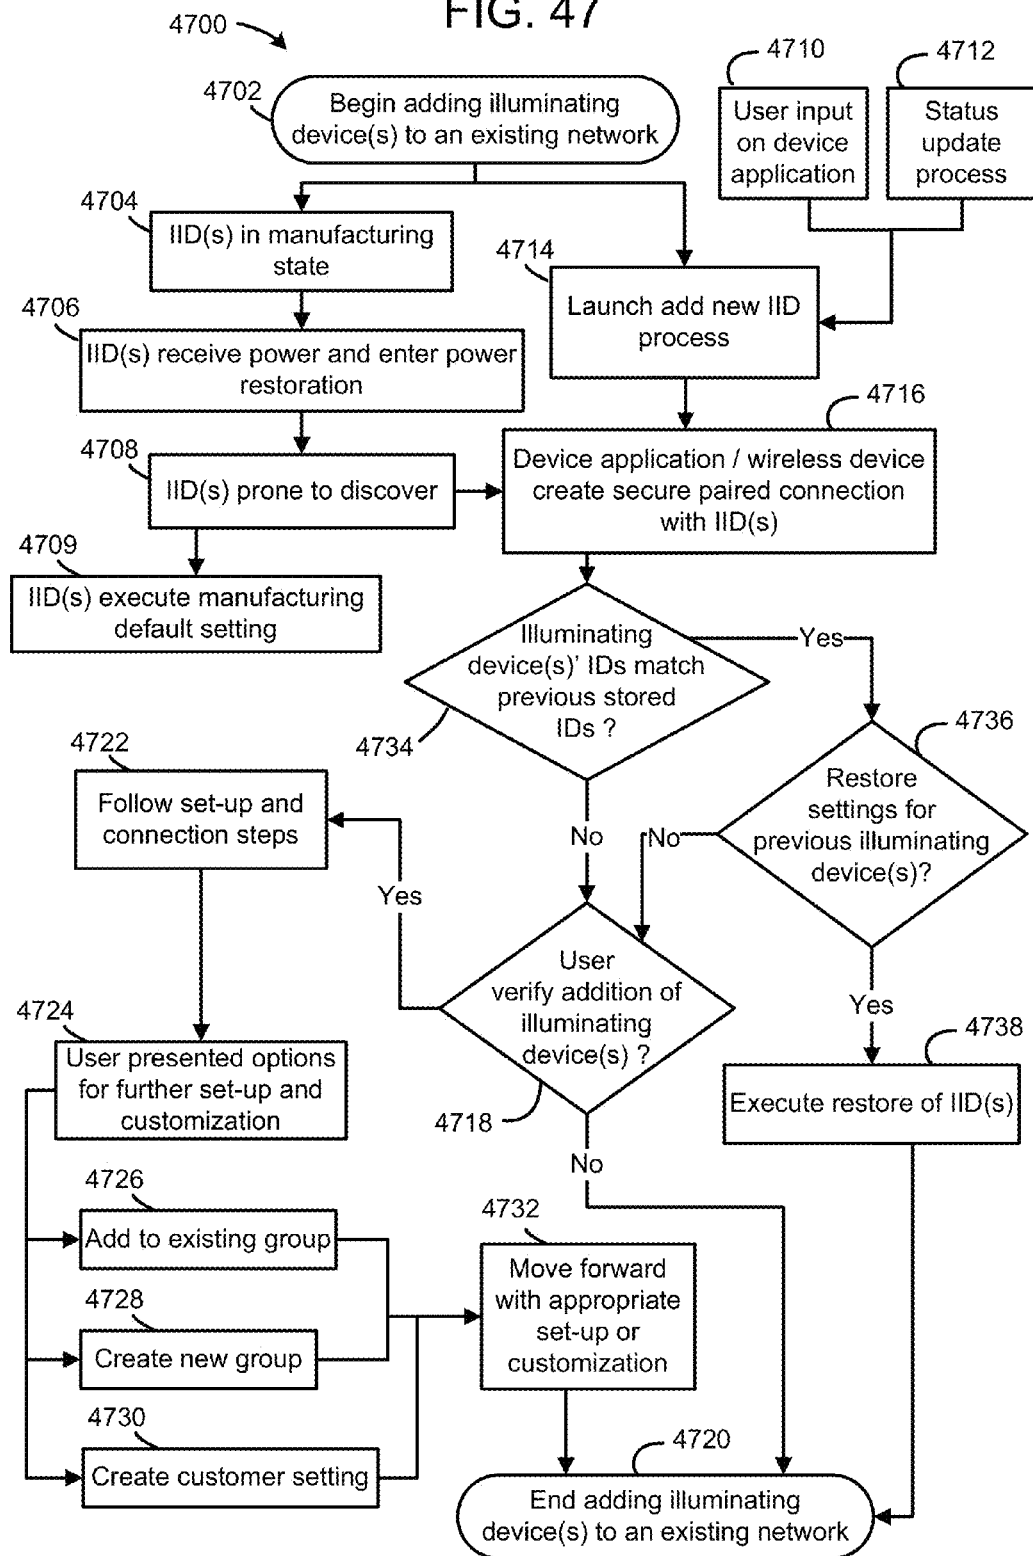 FIG. 47
4700
4710
4712
4702
Begin adding illuminating
device(s) to an existing network
User input
on device
application
Status
update
process
4704
IID(s) in manufacturing
state
4714
Launch add new IID
process
4706
IID(s) receive power and enter power
restoration
4716
4708
IID(s) prone to discover
Device application / wireless device
create secure paired connection
with IID(s)
4709
IID(s) execute manufacturing
default setting
Illuminating
device(s)' IDs match
previous stored
IDs ?
Yes
4734
4736
4722
Follow set-up and
connection steps
Restore
settings for
previous illuminating
device(s)?
No
No
Yes
User
verify addition of
illuminating
device(s) ?
Yes
4724
User presented options
for further set-up and
customization
4738
Execute restore of IID(s)
4718
No
4726
Add to existing group
4732
Move forward
with appropriate
set-up or
customization
4728
Create new group
4730
Create customer setting
4720
End adding illuminating
device(s) to an existing network